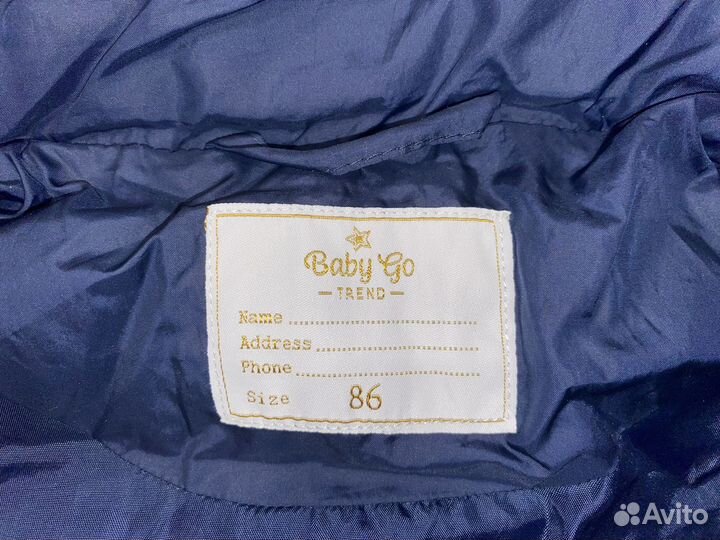 Baby Go
— TREND —
Name ..............................
Address ..........................
Phone ..............................
Size 86
Avito